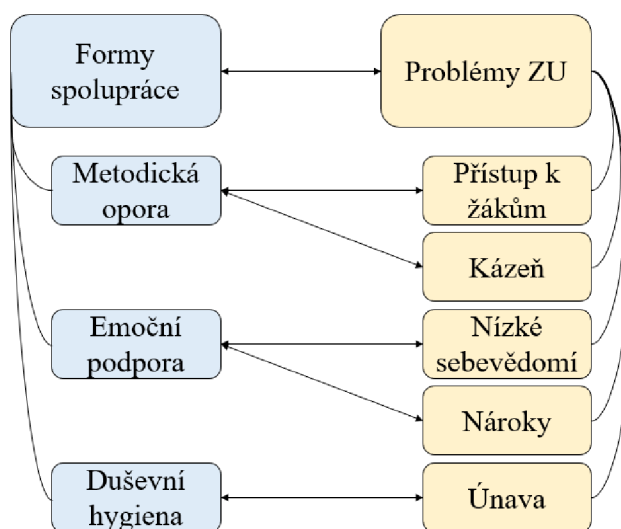 Formy
spolupráce
Problémy ZU
Metodická
opora
Přístup k
žákům
Kázeň
Emoční
podpora
Nízké
sebevědomí
Nároky
Duševní
hygiena
Únava